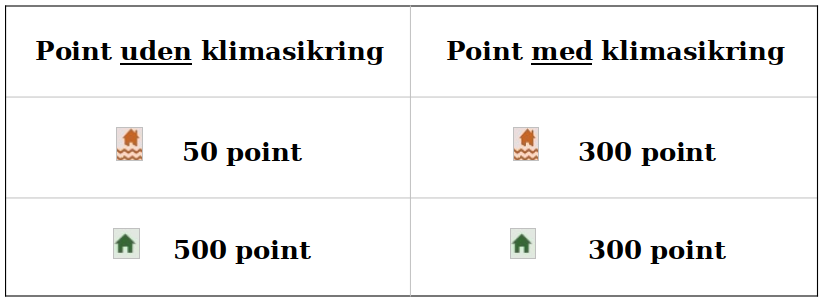 Point uden klimasikring
Point med klimasikring
50 point
300 point
500 point
300 point